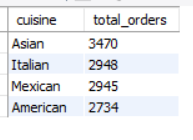 cuisine total_orders
Asian 3470
Italian 2948
Mexican 2945
American 2734